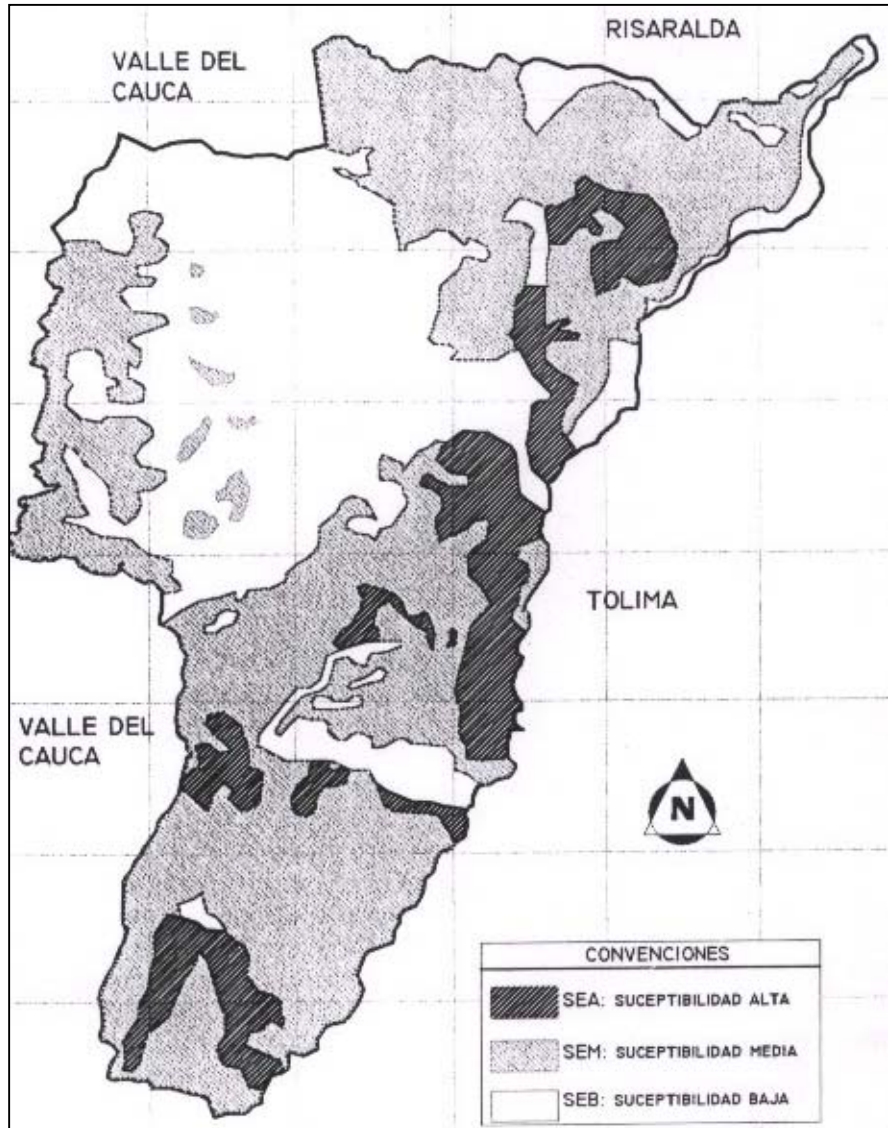 RISARALDA
VALLE DEL
CAUCA
TOLIMA
VALLE DEL
CAUCA
N
CONVENCIONES
SEA: SUCEPTIBILIDAD ALTA
SEM: SUCEPTIBILIDAD MEDIA
SEB: SUCEPTIBILIDAD BAJA